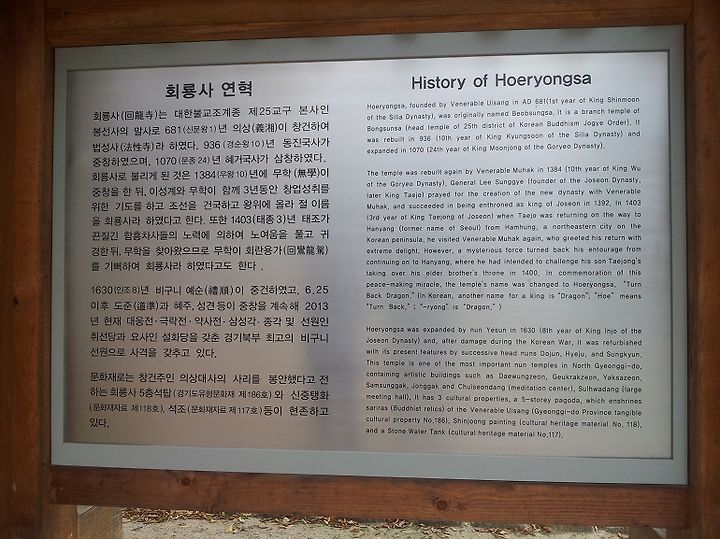 회룡사 연혁
회룡사(回龍寺)는 대한불교조계종 제25교구 본사인
봉선사의 말사로 681(신문왕1)년 의상(義湘)이 창건하여
법성사(法性寺)라 하였다. 936(경순왕10)년 동진국사가
중창하였으며, 1070(문종24)년 혜거국사가 삼창하였다.
회룡사로 불리게 된 것은 1384(우왕10)년에 무학(無學)이
중창을 한 뒤, 이성계와 무학이 함께 3년동안 창업성취를
위한 기도를 하고 조선을 건국하고 왕위에 올라 절 이름
을 회룡사라 하였다고 한다. 또한 1403(태종3)년 태조가
끈질긴 함흥차사들의 노력에 의하여 노여움을 풀고 귀
경한뒤, 무학을 찾아왔으므로 무학이 회란용가(回鸞龍駕)
를 기뻐하여 회룡사라 하였다고도 한다.
1630(인조8)년 비구니 예순(禮順)이 중건하였고, 6.25
이후 도준(道準)과 혜주, 성견 등이 중창을 계속해 2013
년 현재 대웅전·극락전·약사전·삼성각·종각 및 선원인
취선당과 요사인 설화당을 갖춘 경기북부 최고의 비구니
선원으로 사격을 갖추고 있다.
문화재로는 창건주인 의상대사의 사리를 봉안했다고 전
하는 회룡사 5층석탑(경기도유형문화재 제186호)와 신중탱화
(문화재자료 제118호), 석조(문화재자료 제117호) 등이 현존하고
있다.
History of Hoeryongsa
Hoeryongsa, founded by Venerable Uisang in AD 681(1st year of King Shinmoon
of the Silla Dynasty), was originally named Beobsungsa, It is a branch temple of
Bongsunsa (head temple of 25th district of Korean Buddhism Jogye Order), It
was rebuilt in 936 (10th year of King Kyungsoon of the Silla Dynasty) and
expanded in 1070 (24th year of King Moonjong of the Goryeo Dynasty).
The temple was rebuilt again by Venerable Muhak in 1384 (10th year of King Wu
of the Goryeo Dynasty). General Lee Sunggye (founder of the Joseon Dynasty,
later King Taejo) prayed for the creation of the new dynasty with Venerable
Muhak, and succeeded in being enthroned as king of Joseon in 1392, In 1403
(3rd year of King Taejong of Joseon) when Taejo was returning on the way to
Hanyang (former name of Seoul) from Hamhung, a northeastern city on the
Korean peninsula, he visited Venerable Muhak again, who greeted his return with
extreme delight, However, a mysterious force turned back his entourage from
continuing on to Hanyang, where he had intended to challenge his son Taejong's
taking over his elder brother's throne in 1400, In commemoration of this
peace-making miracle, the temple's name was changed to Hoeryongsa, "Turn
Back Dragon," (In Korean, another name for a king is "Dragon"; "Hoe" means
"Turn Back," ; "-ryong" is "Dragon,")
Hoeryongsa was expanded by nun Yesun in 1630 (8th year of King Injo of the
Joseon Dynasty) and, after damage during the Korean War, it was refurbished
with its present features by successive head nuns Dojun, Hyeju, and Sungkyun,
This temple is one of the most important nun temples in North Gyeonggi-do,
containing artistic buildings such as Daewungzeon, Geukrakzeon, Yaksazeon,
Samsunggak, Jonggak and Chuiseondang (meditation center), Sulhwadang (large
meeting hall), It has 3 cultural properties, a 5-storey pagoda, which enshrines
sariras (Buddhist relics) of the Venerable Uisang (Gyeonggi-do Province tangible
cultural property No,186), Shinjoong painting (cultural heritage material No, 118),
and a Stone Water Tank (cultural heritage material No,117),